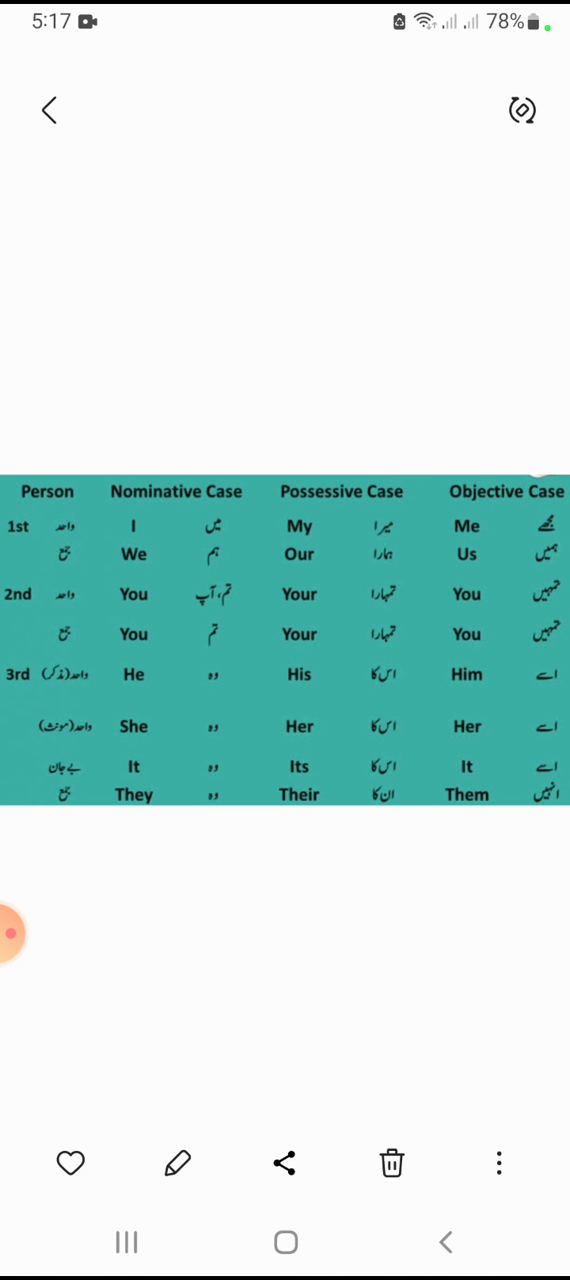 5:17 78%
Person Nominative Case Possessive Case Objective Case
1st واحد I میں My میرا Me مجھے
جمع We ہم Our ہمارا Us ہمیں
2nd واحد You تم، آپ Your تمہارا You تمہیں
جمع You تم Your تمہارا You تمہیں
3rd واحد(مذکر) He وہ His اس کا Him اسے
واحد(مونث) She وہ Her اس کا Her اسے
بے جان It وہ Its اس کا It اسے
جمع They وہ Their ان کا Them انہیں